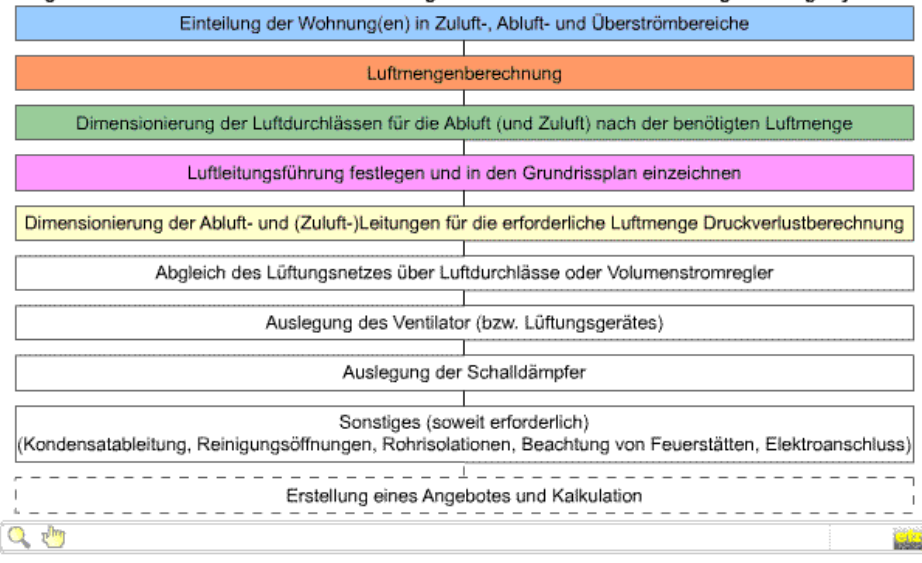 Einteilung der Wohnung(en) in Zuluft-, Abluft- und Überströmbereiche
Luftmengenberechnung
Dimensionierung der Luftdurchlässen für die Abluft (und Zuluft) nach der benötigten Luftmenge
Luftleitungsführung festlegen und in den Grundrissplan einzeichnen
Dimensionierung der Abluft- und (Zuluft-)Leitungen für die erforderliche Luftmenge Druckverlustberechnung
Abgleich des Lüftungsnetzes über Luftdurchlässe oder Volumenstromregler
Auslegung des Ventilator (bzw. Lüftungsgerätes)
Auslegung der Schalldämpfer
Sonstiges (soweit erforderlich)
(Kondensatableitung, Reinigungsöffnungen, Rohrisolationen, Beachtung von Feuerstätten, Elektroanschluss)
Erstellung eines Angebotes und Kalkulation